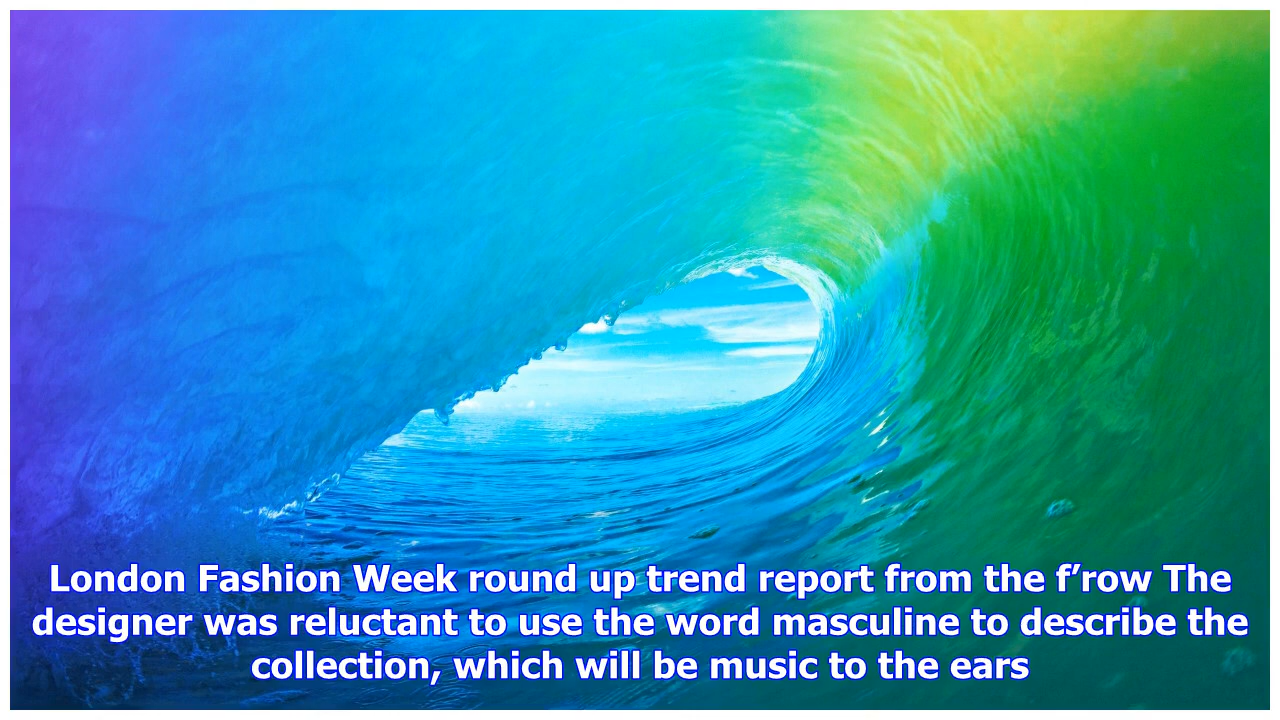 London Fashion Week round up trend report from the f’row The
designer was reluctant to use the word masculine to describe the
collection, which will be music to the ears